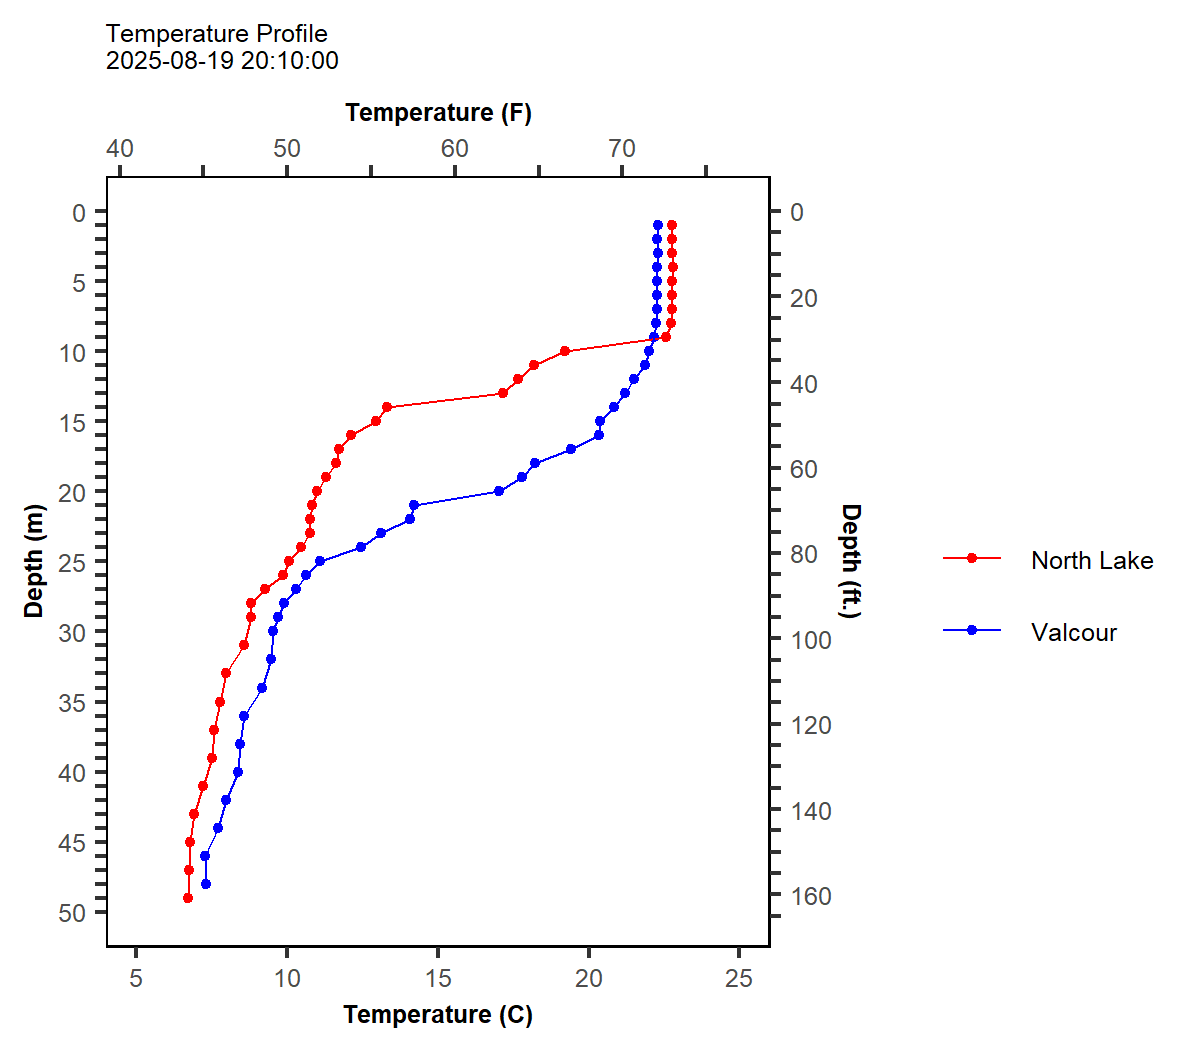 Temperature Profile
2025-08-19 20:10:00
Temperature (F)
40 50 60 70
0
5
10
15
20
25
30
35
40
45
50
Depth (m)
0
20
40
60
80
100
120
140
160
Depth (ft.)
5 10 15 20 25
Temperature (C)
North Lake
Valcour